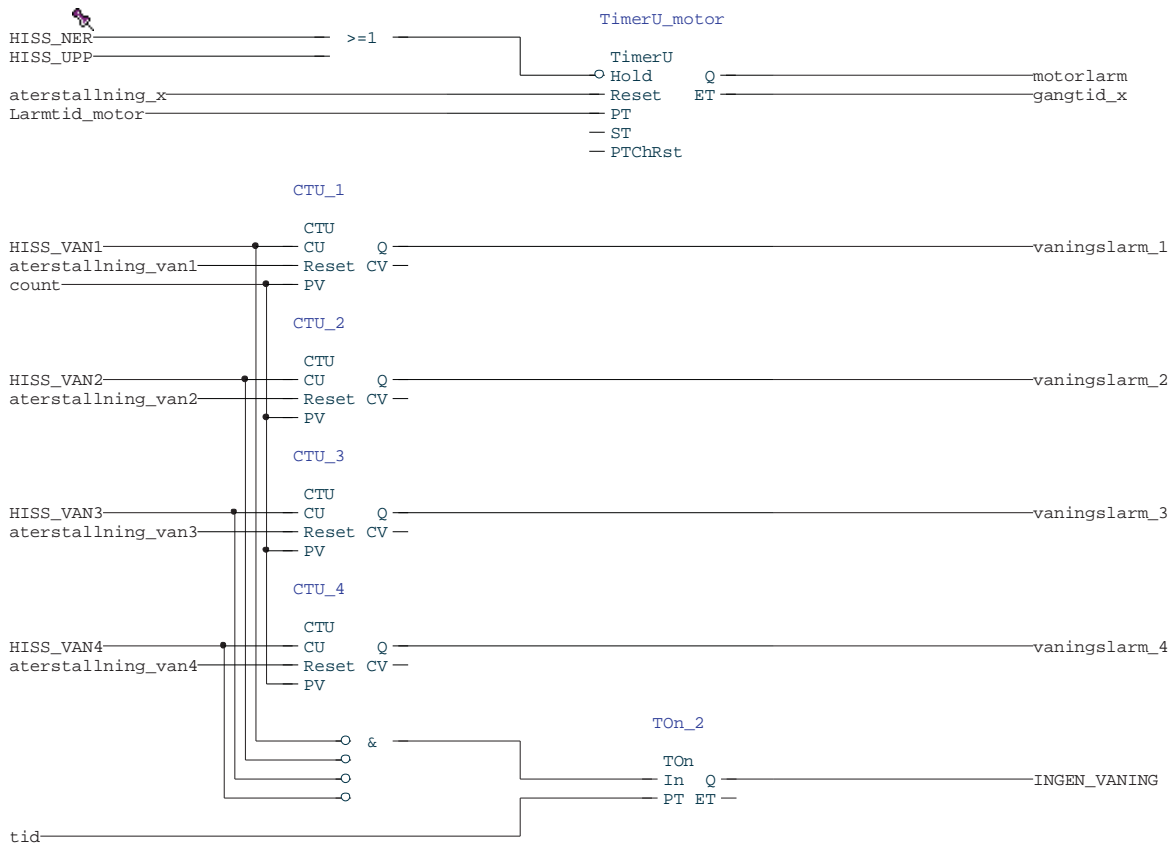 TimerU_motor
HISS_NER >=1
HISS_UPP TimerU
Hold Q motorlarm
aterstallning_x Reset ET gangtid_x
Larmtid_motor PT
ST
PTChRst
CTU_1
CTU
HISS_VAN1 CU Q vaningslarm_1
aterstallning_van1 Reset CV
count PV
CTU_2
CTU
HISS_VAN2 CU Q vaningslarm_2
aterstallning_van2 Reset CV
PV
CTU_3
CTU
HISS_VAN3 CU Q vaningslarm_3
aterstallning_van3 Reset CV
PV
CTU_4
CTU
HISS_VAN4 CU Q vaningslarm_4
aterstallning_van4 Reset CV
PV
TOn_2
&
TOn
In Q INGEN_VANING
PT ET
tid